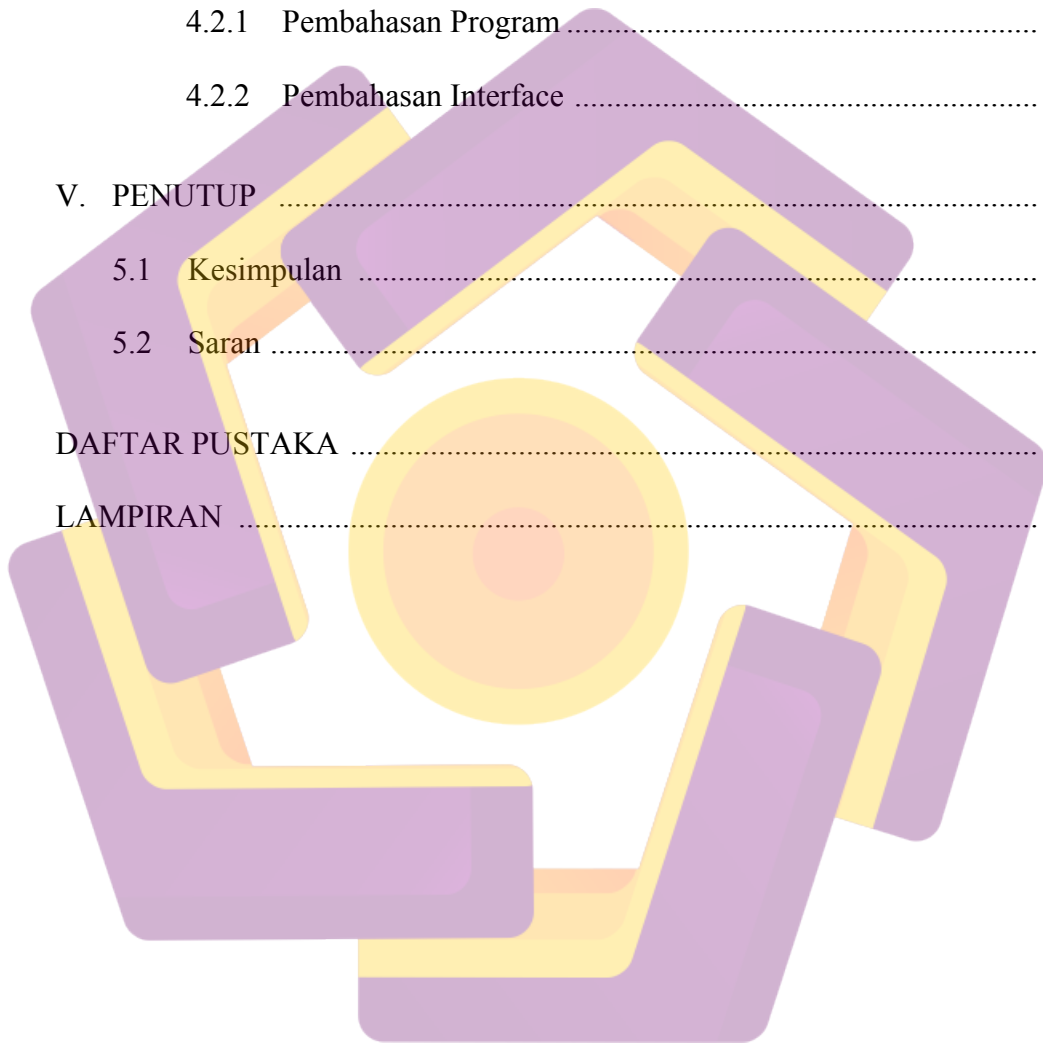 4.2.1 Pembahasan Program ................................................................
4.2.2 Pembahasan Interface ...............................................................
V. PENUTUP ....................................................................................................
5.1 Kesimpulan ..........................................................................................
5.2 Saran .....................................................................................................
DAFTAR PUSTAKA ...........................................................................................
LAMPIRAN .........................................................................................................